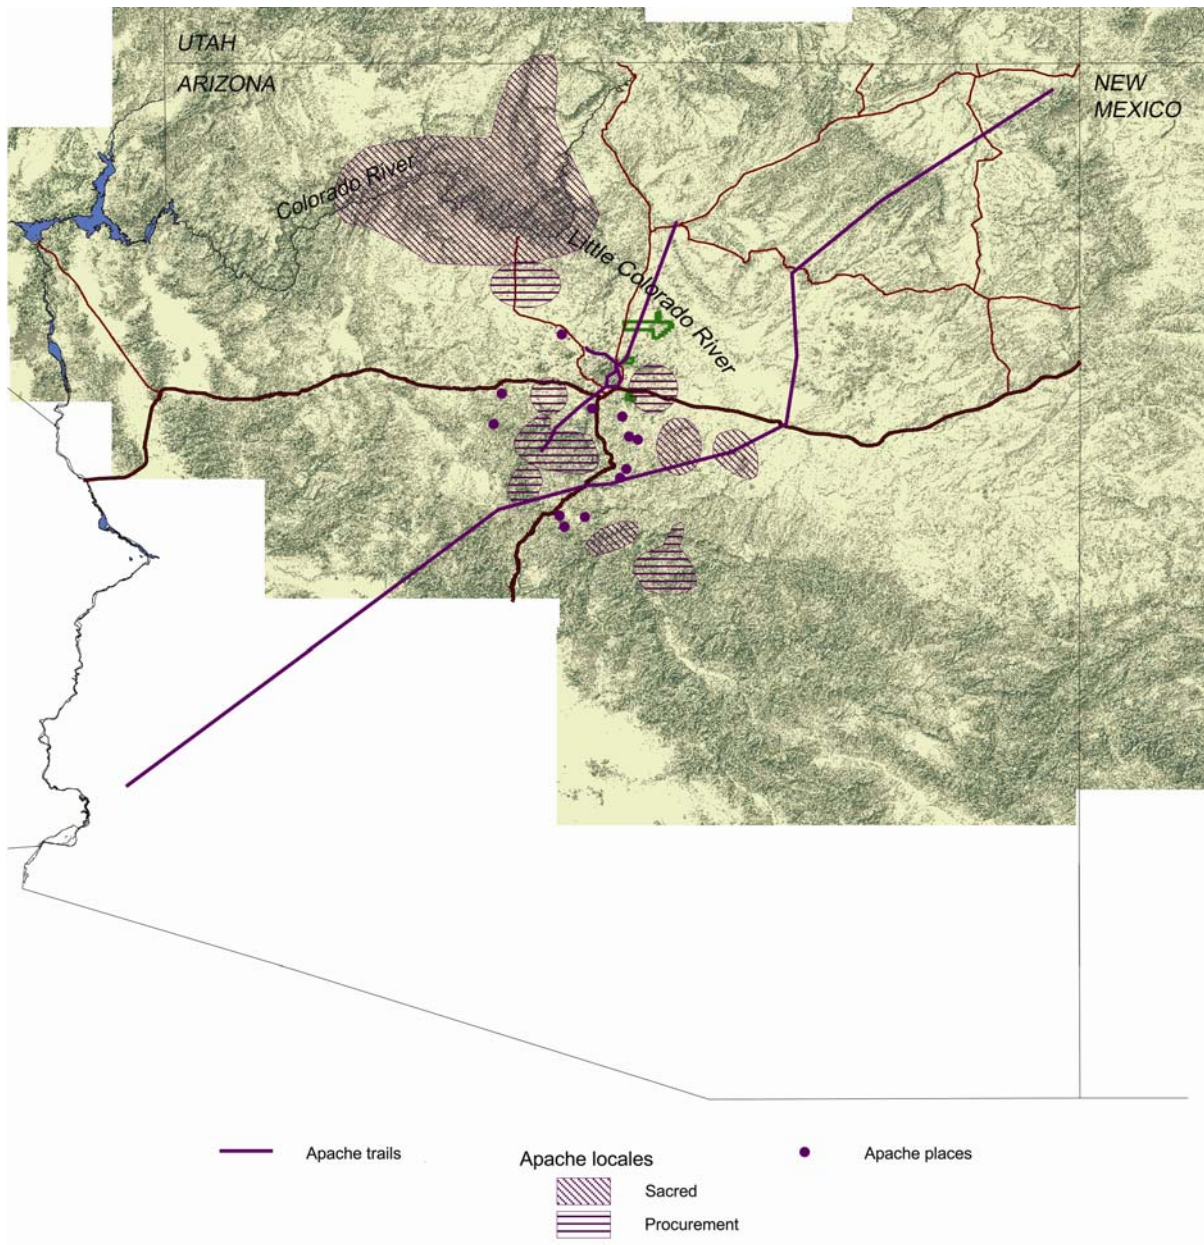 UTAH
ARIZONA
NEW
MEXICO
Colorado River
Little Colorado River
Apache trails
Apache locales
Apache places
Sacred
Procurement